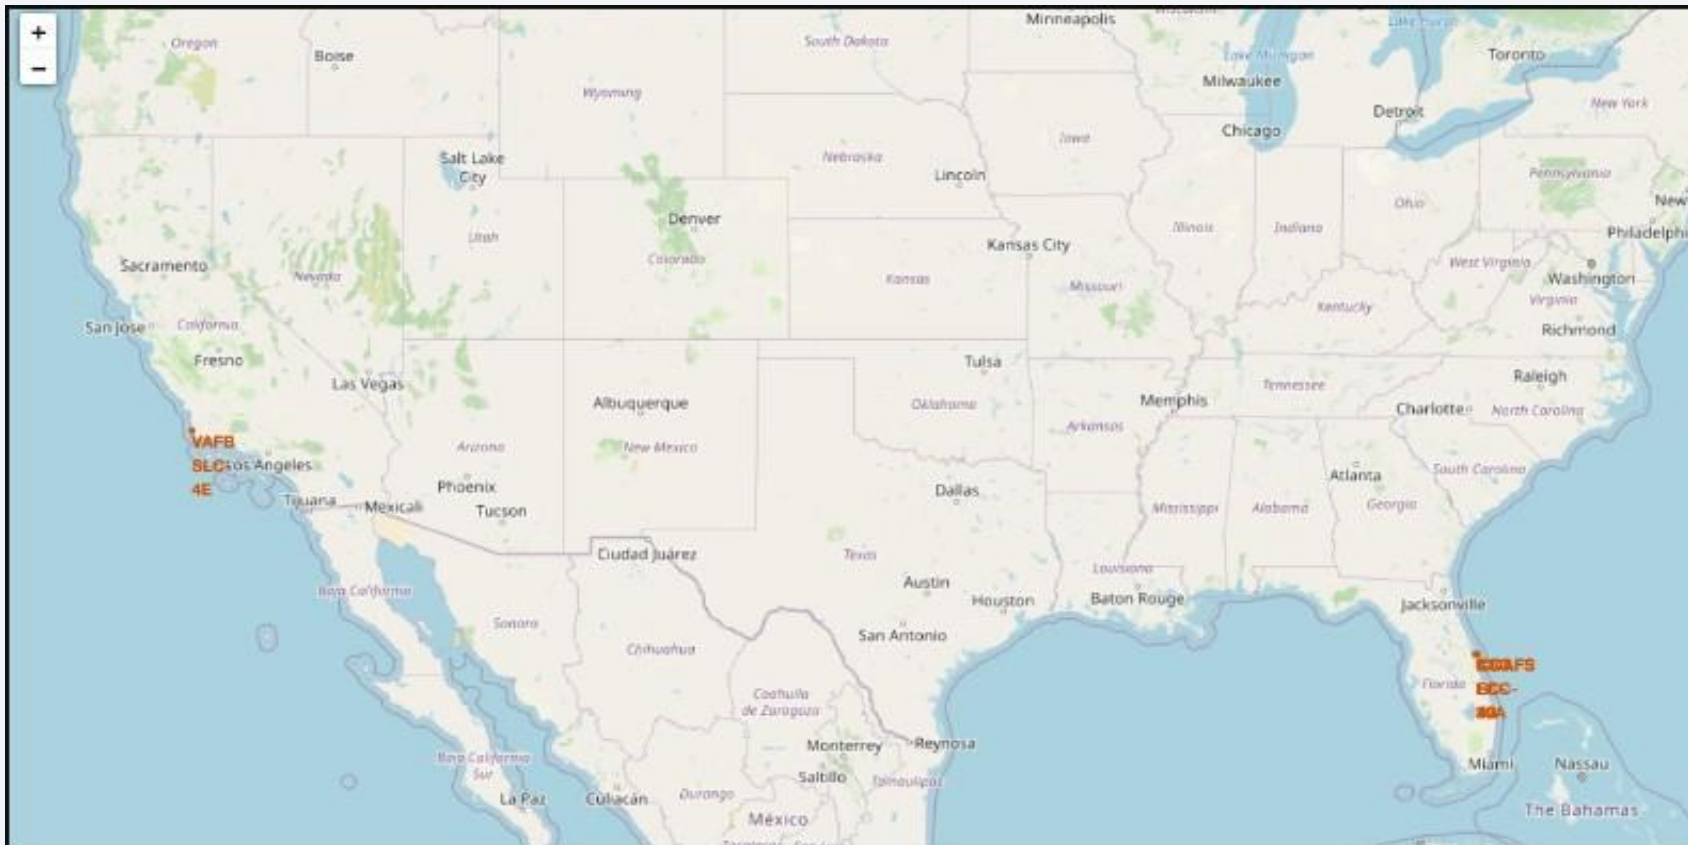 +
−
Oregon
Boise
Wyoming
South Dakota
Minneapolis
Lake Huron
Lake Michigan
Toronto
Milwaukee
Detroit
New York
Iowa
Chicago
Salt Lake
City
Nebraska
Lincoln
Pennsylvania
New
Ohio
Denver
Utah
Illinois
Indiana
Philadelphi
Kansas City
Colorado
Sacramento
Nevada
Kansas
Missouri
West Virginia
Washington
Virginia
Kentucky
San Jose
California
Richmond
Fresno
Las Vegas
Tulsa
Tennessee
Raleigh
Albuquerque
Oklahoma
Memphis
Charlotte
North Carolina
Arkansas
VAFB
SLC-
4E
Los Angeles
Arizona
New Mexico
South Carolina
Atlanta
Phoenix
Dallas
Tijuana
Mexicali
Tucson
Mississippi
Alabama
Georgia
Ciudad Juárez
Texas
Louisiana
Austin
Baja California
Houston
Baton Rouge
Jacksonville
Sonora
San Antonio
Chihuahua
Florida
Coahuila
de Zaragoza
Monterrey
Reynosa
Baja California
Sur
Saltillo
Tamaulipas
Miami
Nassau
La Paz
Culiacán
Durango
México
The Bahamas